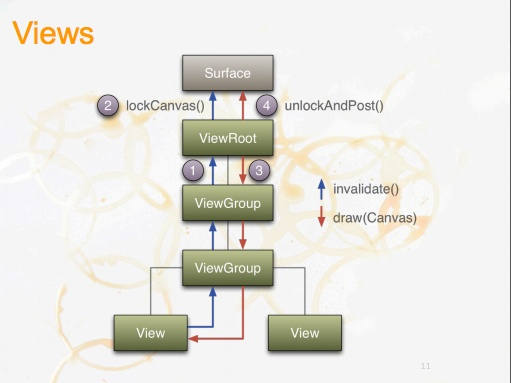 Views
Surface
2 lockCanvas()
4 unlockAndPost()
ViewRoot
1
3
ViewGroup
invalidate()
draw(Canvas)
ViewGroup
View
View
11